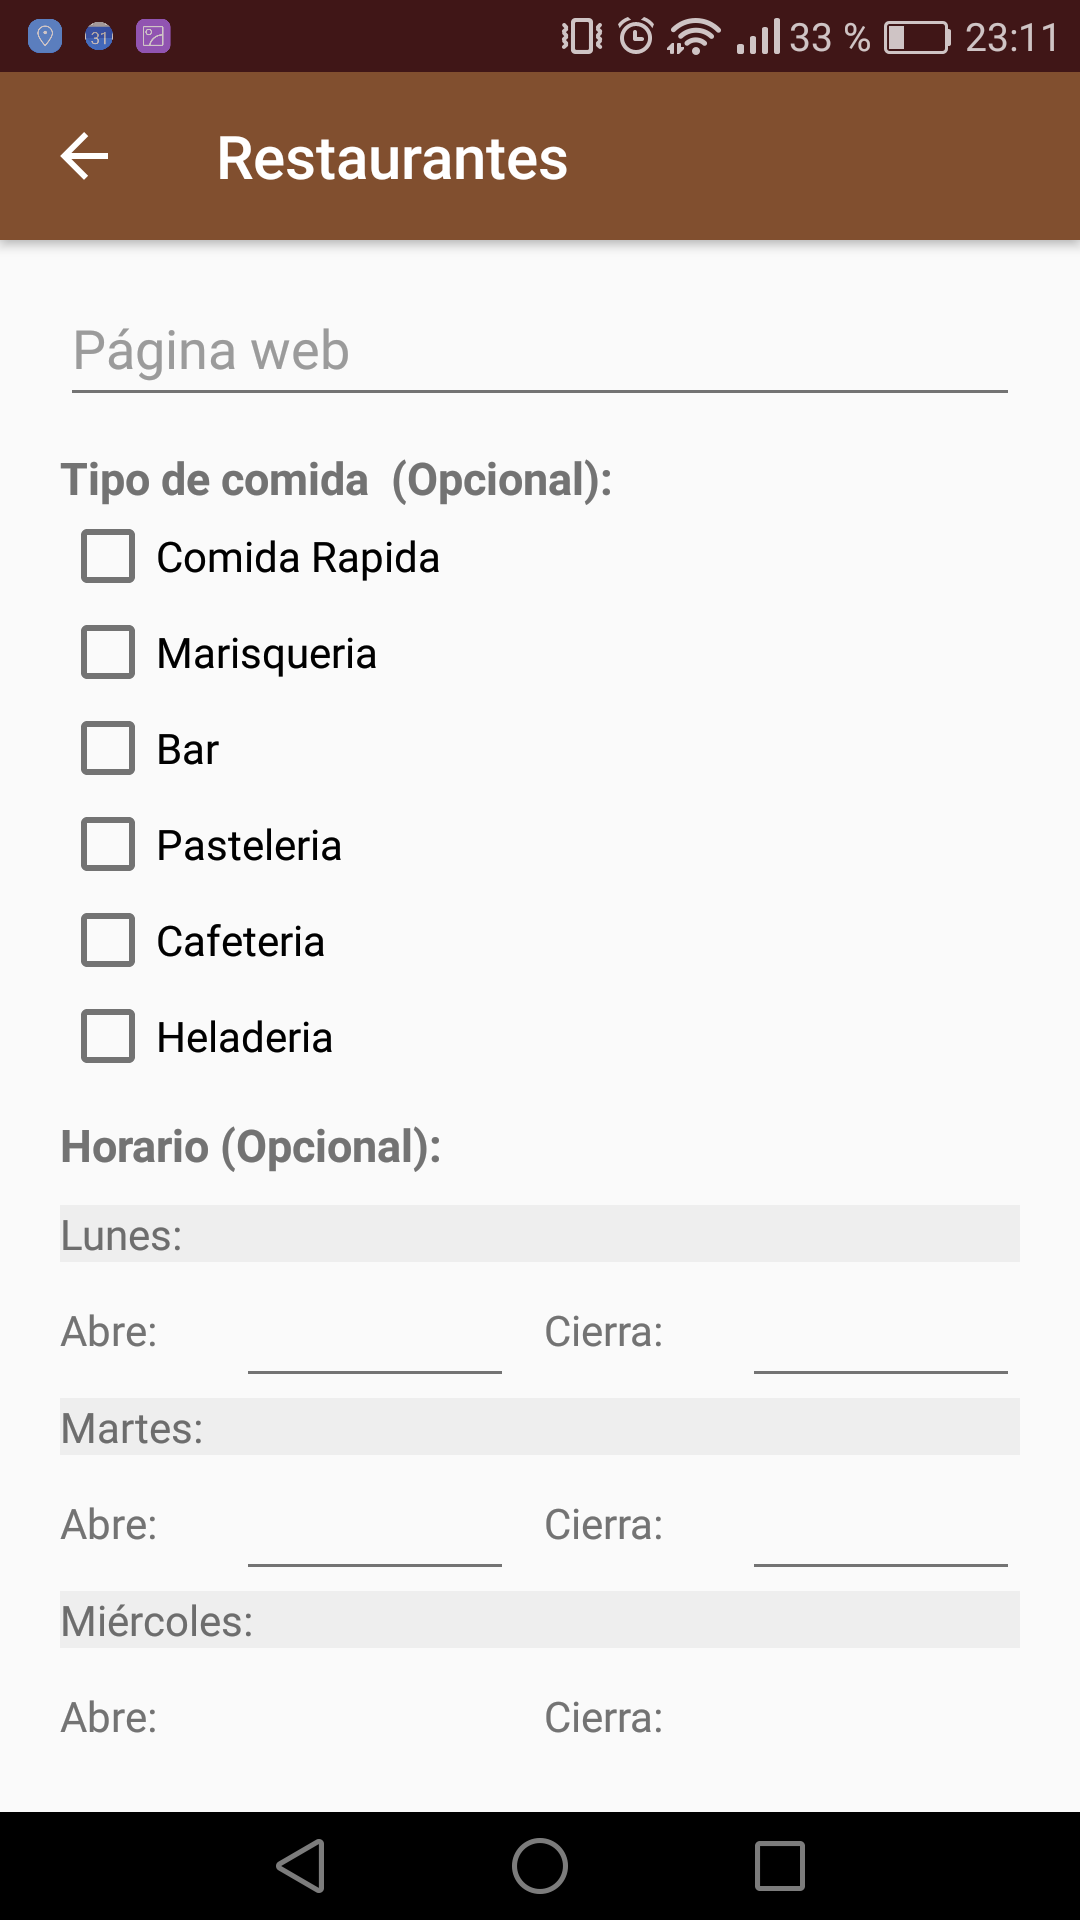 31 33 % 23:11
Restaurantes
Página web
Tipo de comida  (Opcional):
Comida Rapida
Marisqueria
Bar
Pasteleria
Cafeteria
Heladeria
Horario (Opcional):
Lunes:
Abre: Cierra:
Martes:
Abre: Cierra:
Miércoles:
Abre: Cierra: